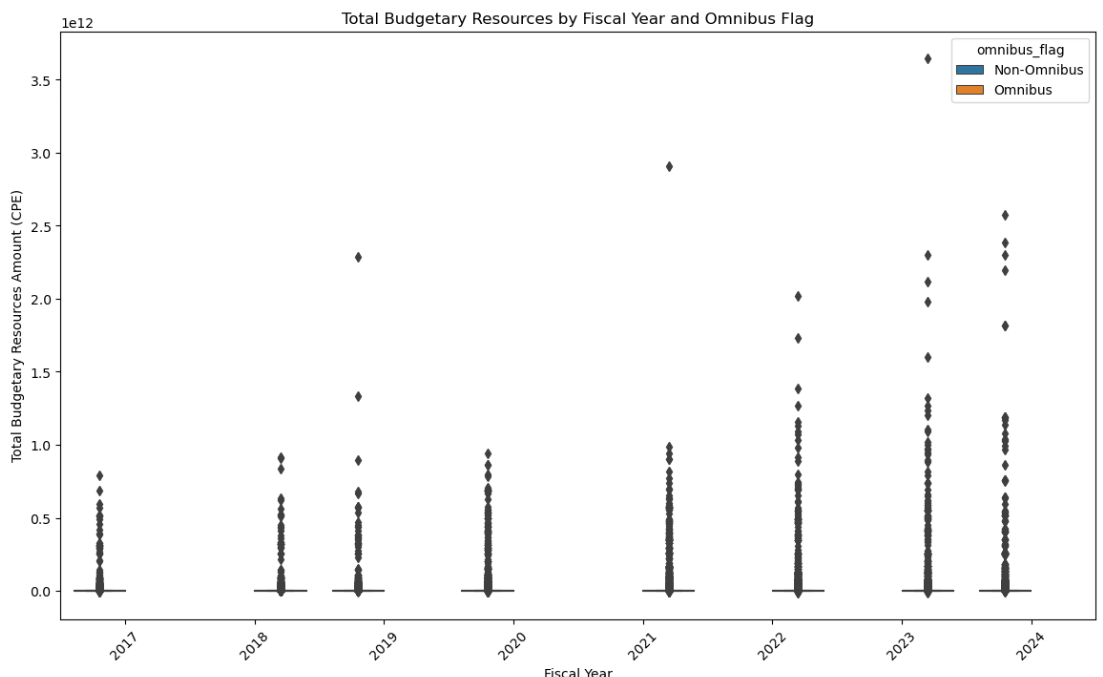 Total Budgetary Resources by Fiscal Year and Omnibus Flag
1e12
omnibus_flag
Non-Omnibus
Omnibus
3.5
3.0
2.5
2.0
1.5
1.0
0.5
0.0
Total Budgetary Resources Amount (CPE)
2017
2018
2019
2020
2021
2022
2023
2024
Fiscal Year